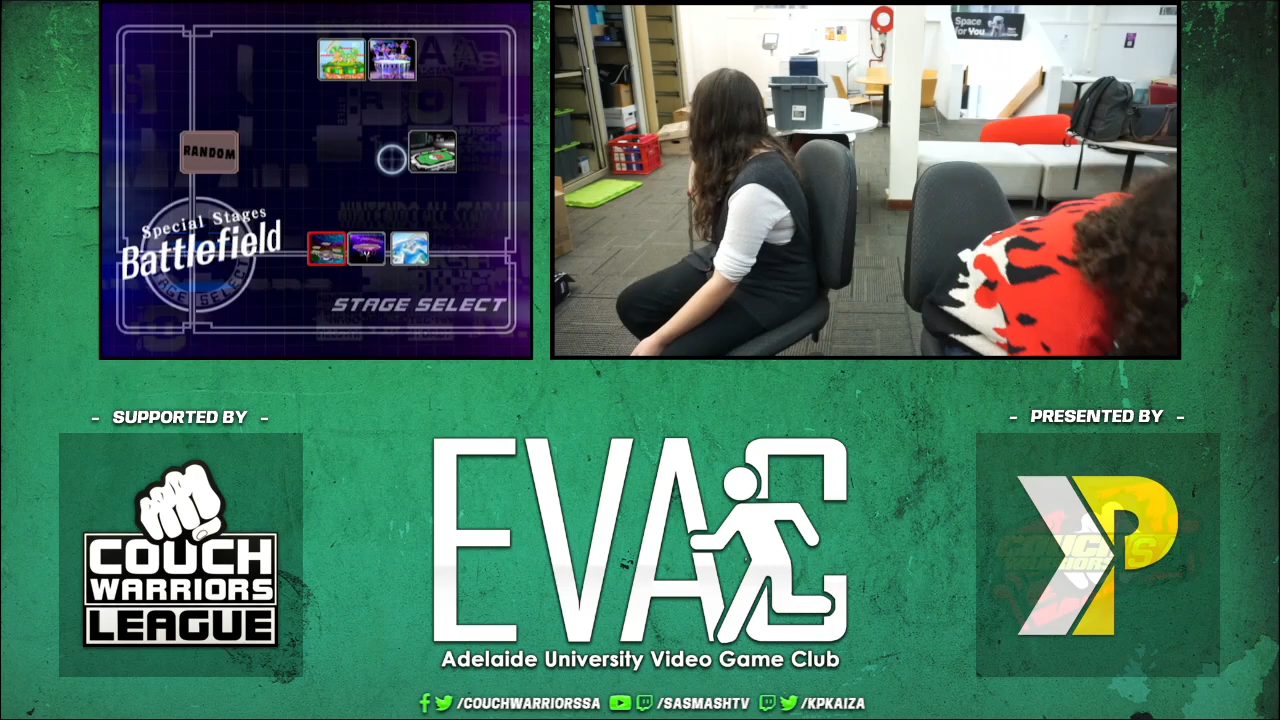 RANDOM
Special Stages
Battlefield
STAGE SELECT
Space
for You
- SUPPORTED BY -
COUCH
WARRIORS
LEAGUE
EVAC
Adelaide University Video Game Club
- PRESENTED BY -
KP
/COUCHWARRIORSSA /SASMASHTV /KPKAIZA